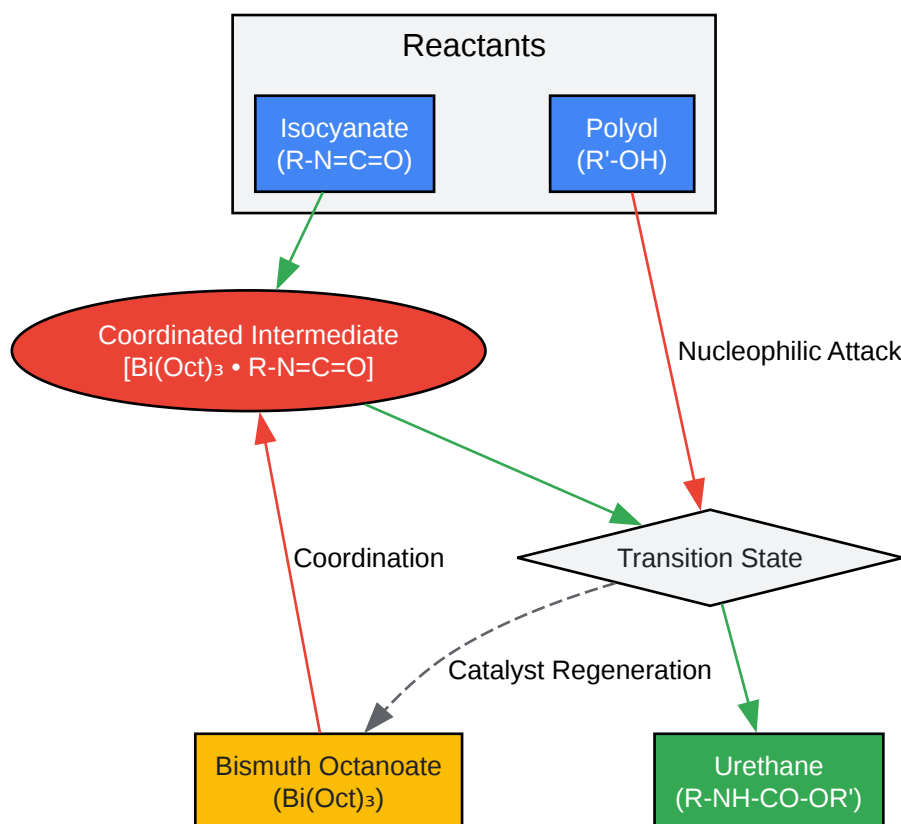 Reactants
Isocyanate
(R-N=C=O)
Polyol
(R'-OH)
Coordinated Intermediate
[Bi(Oct)₃ • R-N=C=O]
Nucleophilic Attack
Coordination
Transition State
Catalyst Regeneration
Bismuth Octanoate
(Bi(Oct)₃)
Urethane
(R-NH-CO-OR')